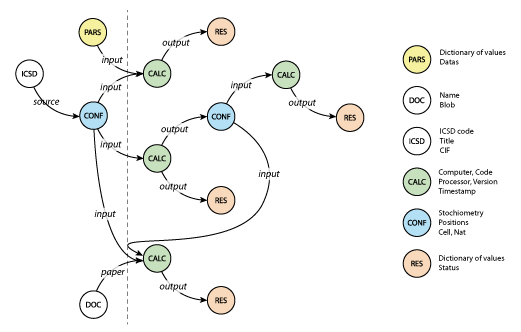 PARS
RES
output
input
CALC
ICSD
CALC
input
input
source
output
CONF
output
CONF
RES
input
CALC
input
output
RES
input
CALC
paper
output
DOC
RES
PARS
Dictionary of values
Datas
DOC
Name
Blob
ICSD
ICSD code
Title
CIF
CALC
Computer, Code
Processor, Version
Timestamp
CONF
Stochiometry
Positions
Cell, Nat
RES
Dictionary of values
Status